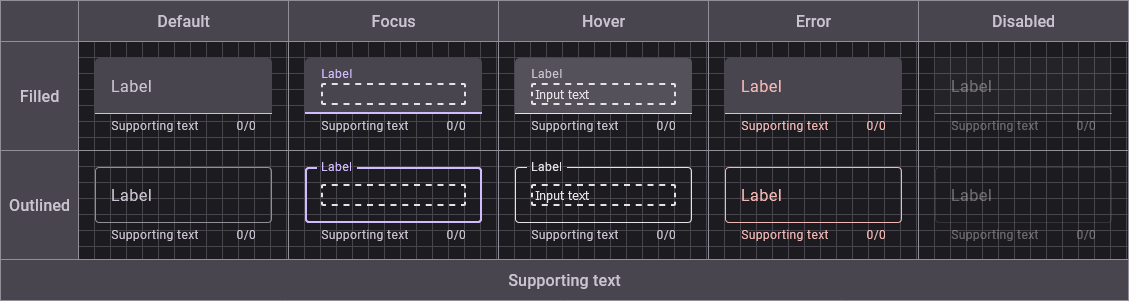 Default Focus Hover Error Disabled
Filled
Label Label Label Label Label
Input text
Supporting text 0/0 Supporting text 0/0 Supporting text 0/0 Supporting text 0/0 Supporting text 0/0
Outlined
Label Label Label Label Label
Input text
Supporting text 0/0 Supporting text 0/0 Supporting text 0/0 Supporting text 0/0 Supporting text 0/0
Supporting text